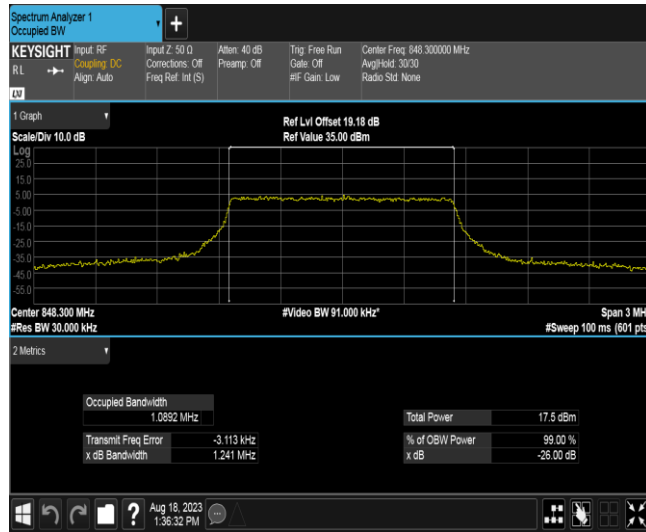 Spectrum Analyzer 1
Occupied BW
KEYSIGHT
Input: RF
Coupling: DC
Align: Auto
Input Z: 50 Ω
Corrections: Off
Freq Ref: Int (S)
Atten: 40 dB
Preamp: Off
Trig: Free Run
Gate: Off
#IF Gain: Low
Center Freq: 848.300000 MHz
Avg|Hold: 30/30
Radio Std: None
R L
LXI
1 Graph
Scale/Div 10.0 dB
Ref Lvl Offset 19.18 dB
Ref Value 35.00 dBm
Log
25.0
15.0
5.00
-5.00
-15.0
-25.0
-35.0
-45.0
-55.0
Center 848.300 MHz
#Video BW 91.000 kHz*
Span 3 MH
#Res BW 30.000 kHz
#Sweep 100 ms (601 pts
2 Metrics
Occupied Bandwidth
1.0892 MHz
Total Power 17.5 dBm
Transmit Freq Error -3.113 kHz
% of OBW Power 99.00 %
x dB Bandwidth 1.241 MHz
x dB -26.00 dB
?
Aug 18, 2023
1:36:32 PM